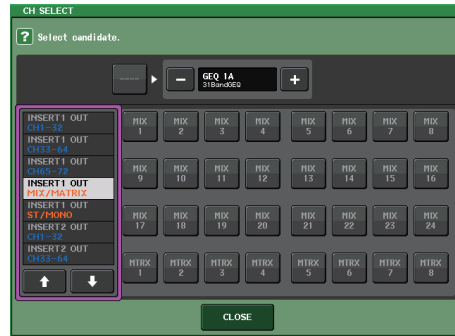 CH SELECT
? Select candidate.
----
GEQ 1A
31BandGEQ
INSERT1 OUT
CH1-32
INSERT1 OUT
CH33-64
INSERT1 OUT
CH65-72
INSERT1 OUT
MIX/MATRIX
INSERT1 OUT
ST/MONO
INSERT2 OUT
CH1-32
INSERT2 OUT
CH33-64
MIX 1 MIX 2 MIX 3 MIX 4 MIX 5 MIX 6 MIX 7 MIX 8
MIX 9 MIX 10 MIX 11 MIX 12 MIX 13 MIX 14 MIX 15 MIX 16
MIX 17 MIX 18 MIX 19 MIX 20 MIX 21 MIX 22 MIX 23 MIX 24
MTRX 1 MTRX 2 MTRX 3 MTRX 4 MTRX 5 MTRX 6 MTRX 7 MTRX 8
CLOSE